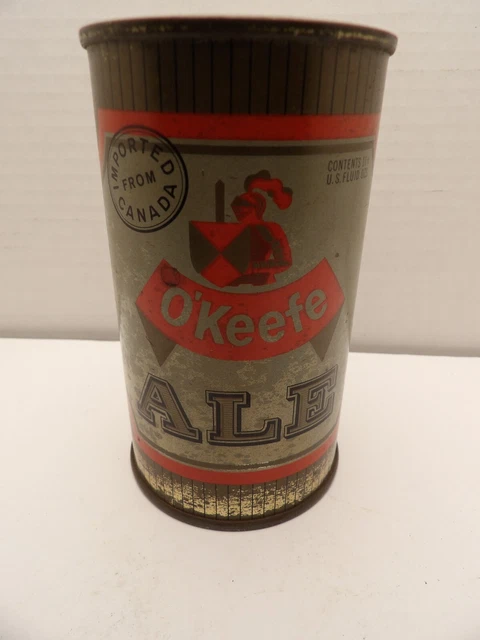 IMPORTED
FROM
CANADA
CONTENTS
U.S. FLUID
O'Keefe
ALE